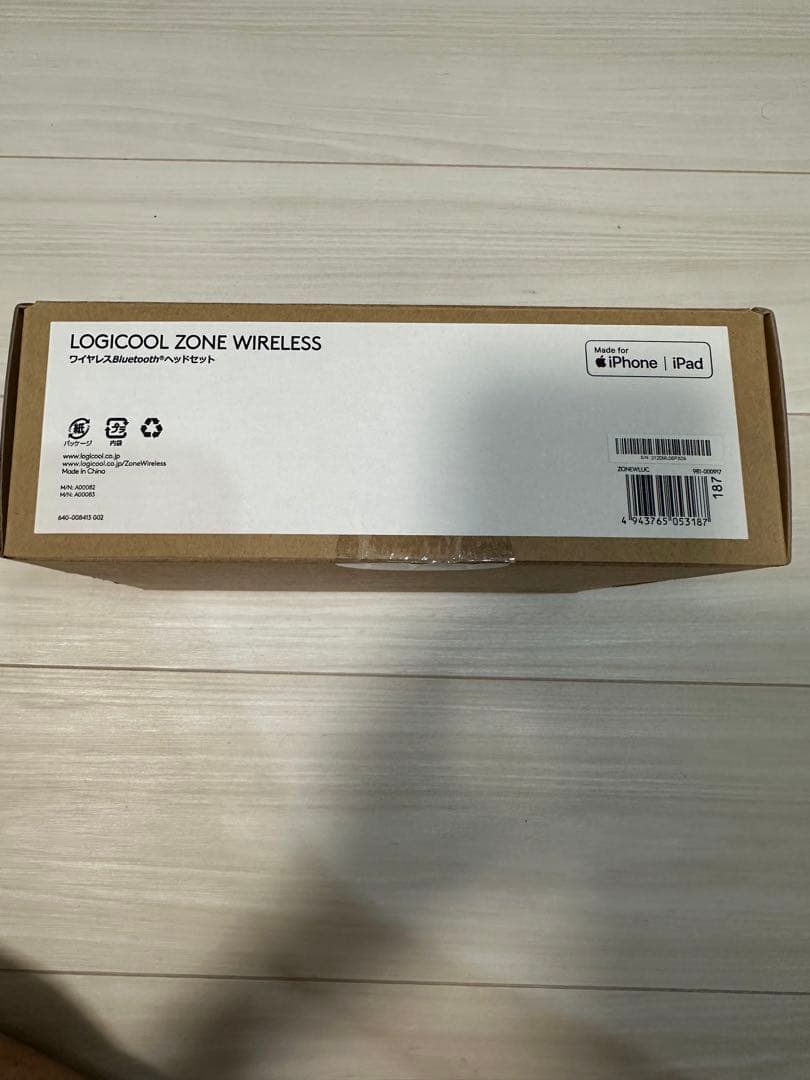 LOGICOOL ZONE WIRELESS
ワイヤレスBluetooth®ヘッドセット
Made for
iPhone | iPad
紙
パッケージ
プラ
内袋
www.logicool.co.jp
www.logicool.co.jp/ZoneWireless
Made in China
M/N: A00082
M/N: A00083
640-008413 002
ZONEWLUC
981-000917
187
4 943765 053187